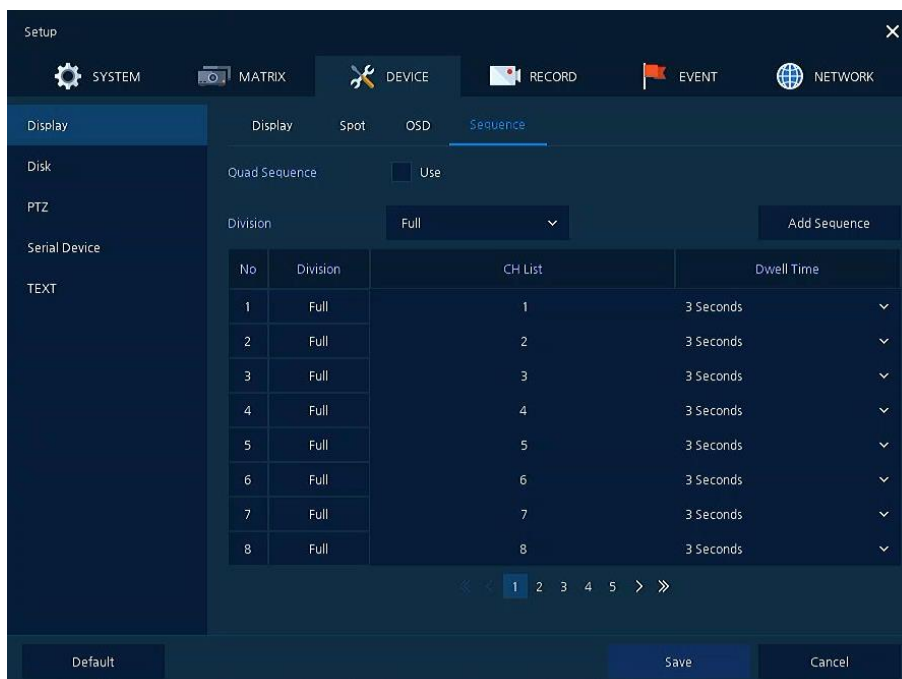 Setup
SYSTEM MATRIX DEVICE RECORD EVENT NETWORK
Display
Disk
PTZ
Serial Device
TEXT
Display Spot OSD Sequence
Quad Sequence Use
Division Full Add Sequence
No Division CH List Dwell Time
1 Full 1 3 Seconds
2 Full 2 3 Seconds
3 Full 3 3 Seconds
4 Full 4 3 Seconds
5 Full 5 3 Seconds
6 Full 6 3 Seconds
7 Full 7 3 Seconds
8 Full 8 3 Seconds
« < 1 2 3 4 5 > »
Default Save Cancel